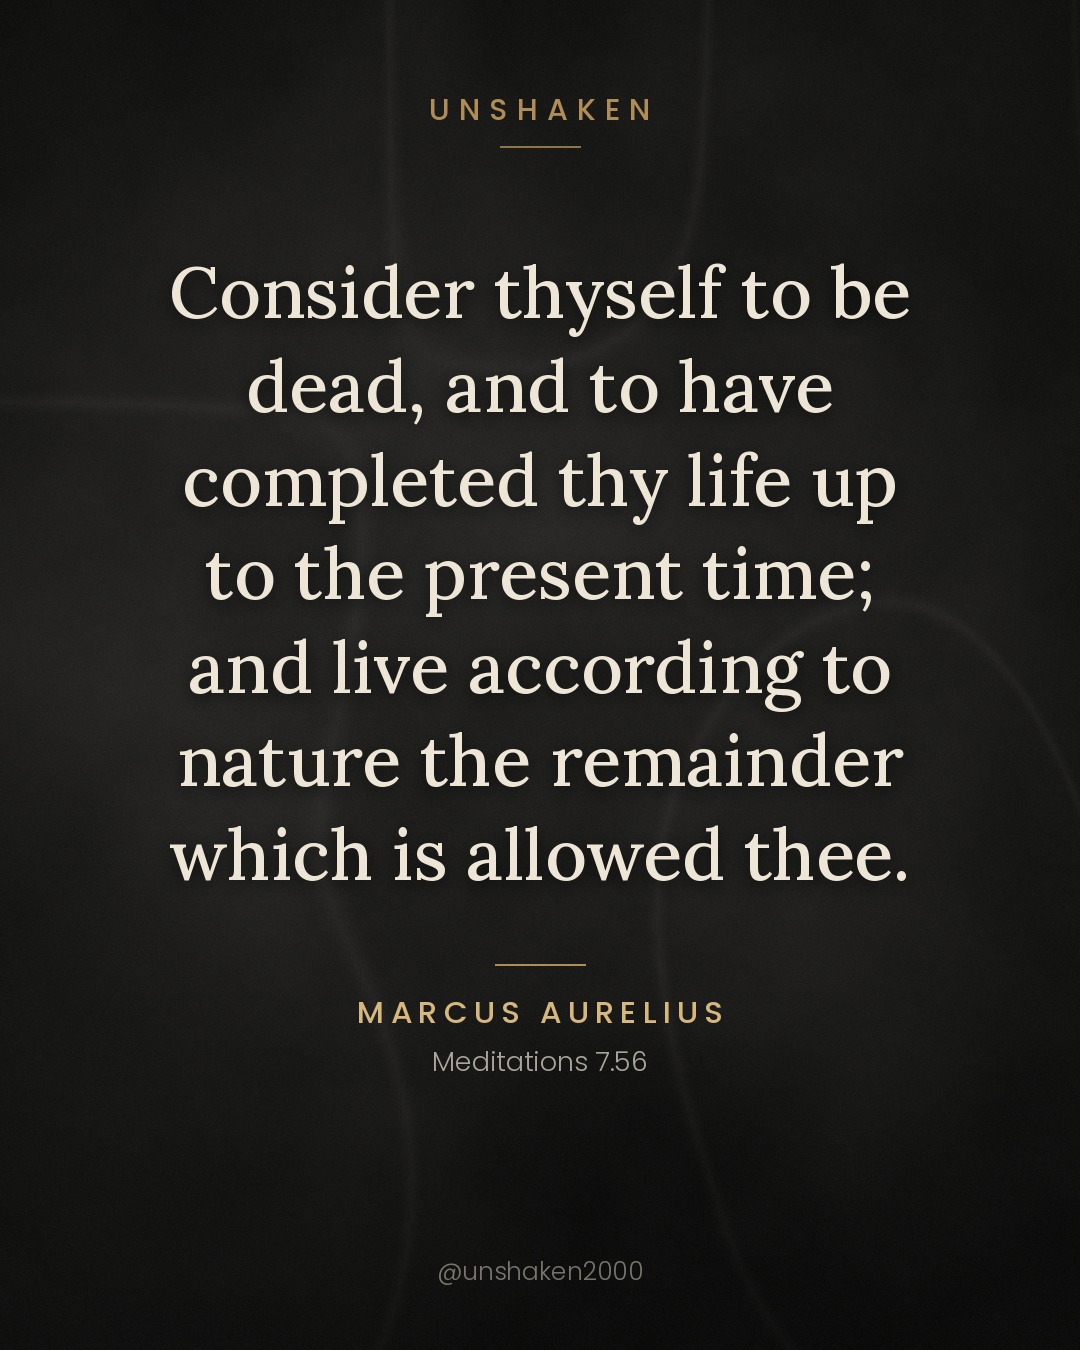 UNSHAKEN
Consider thyself to be
dead, and to have
completed thy life up
to the present time;
and live according to
nature the remainder
which is allowed thee.
MARCUS AURELIUS
Meditations 7.56
@unshaken2000